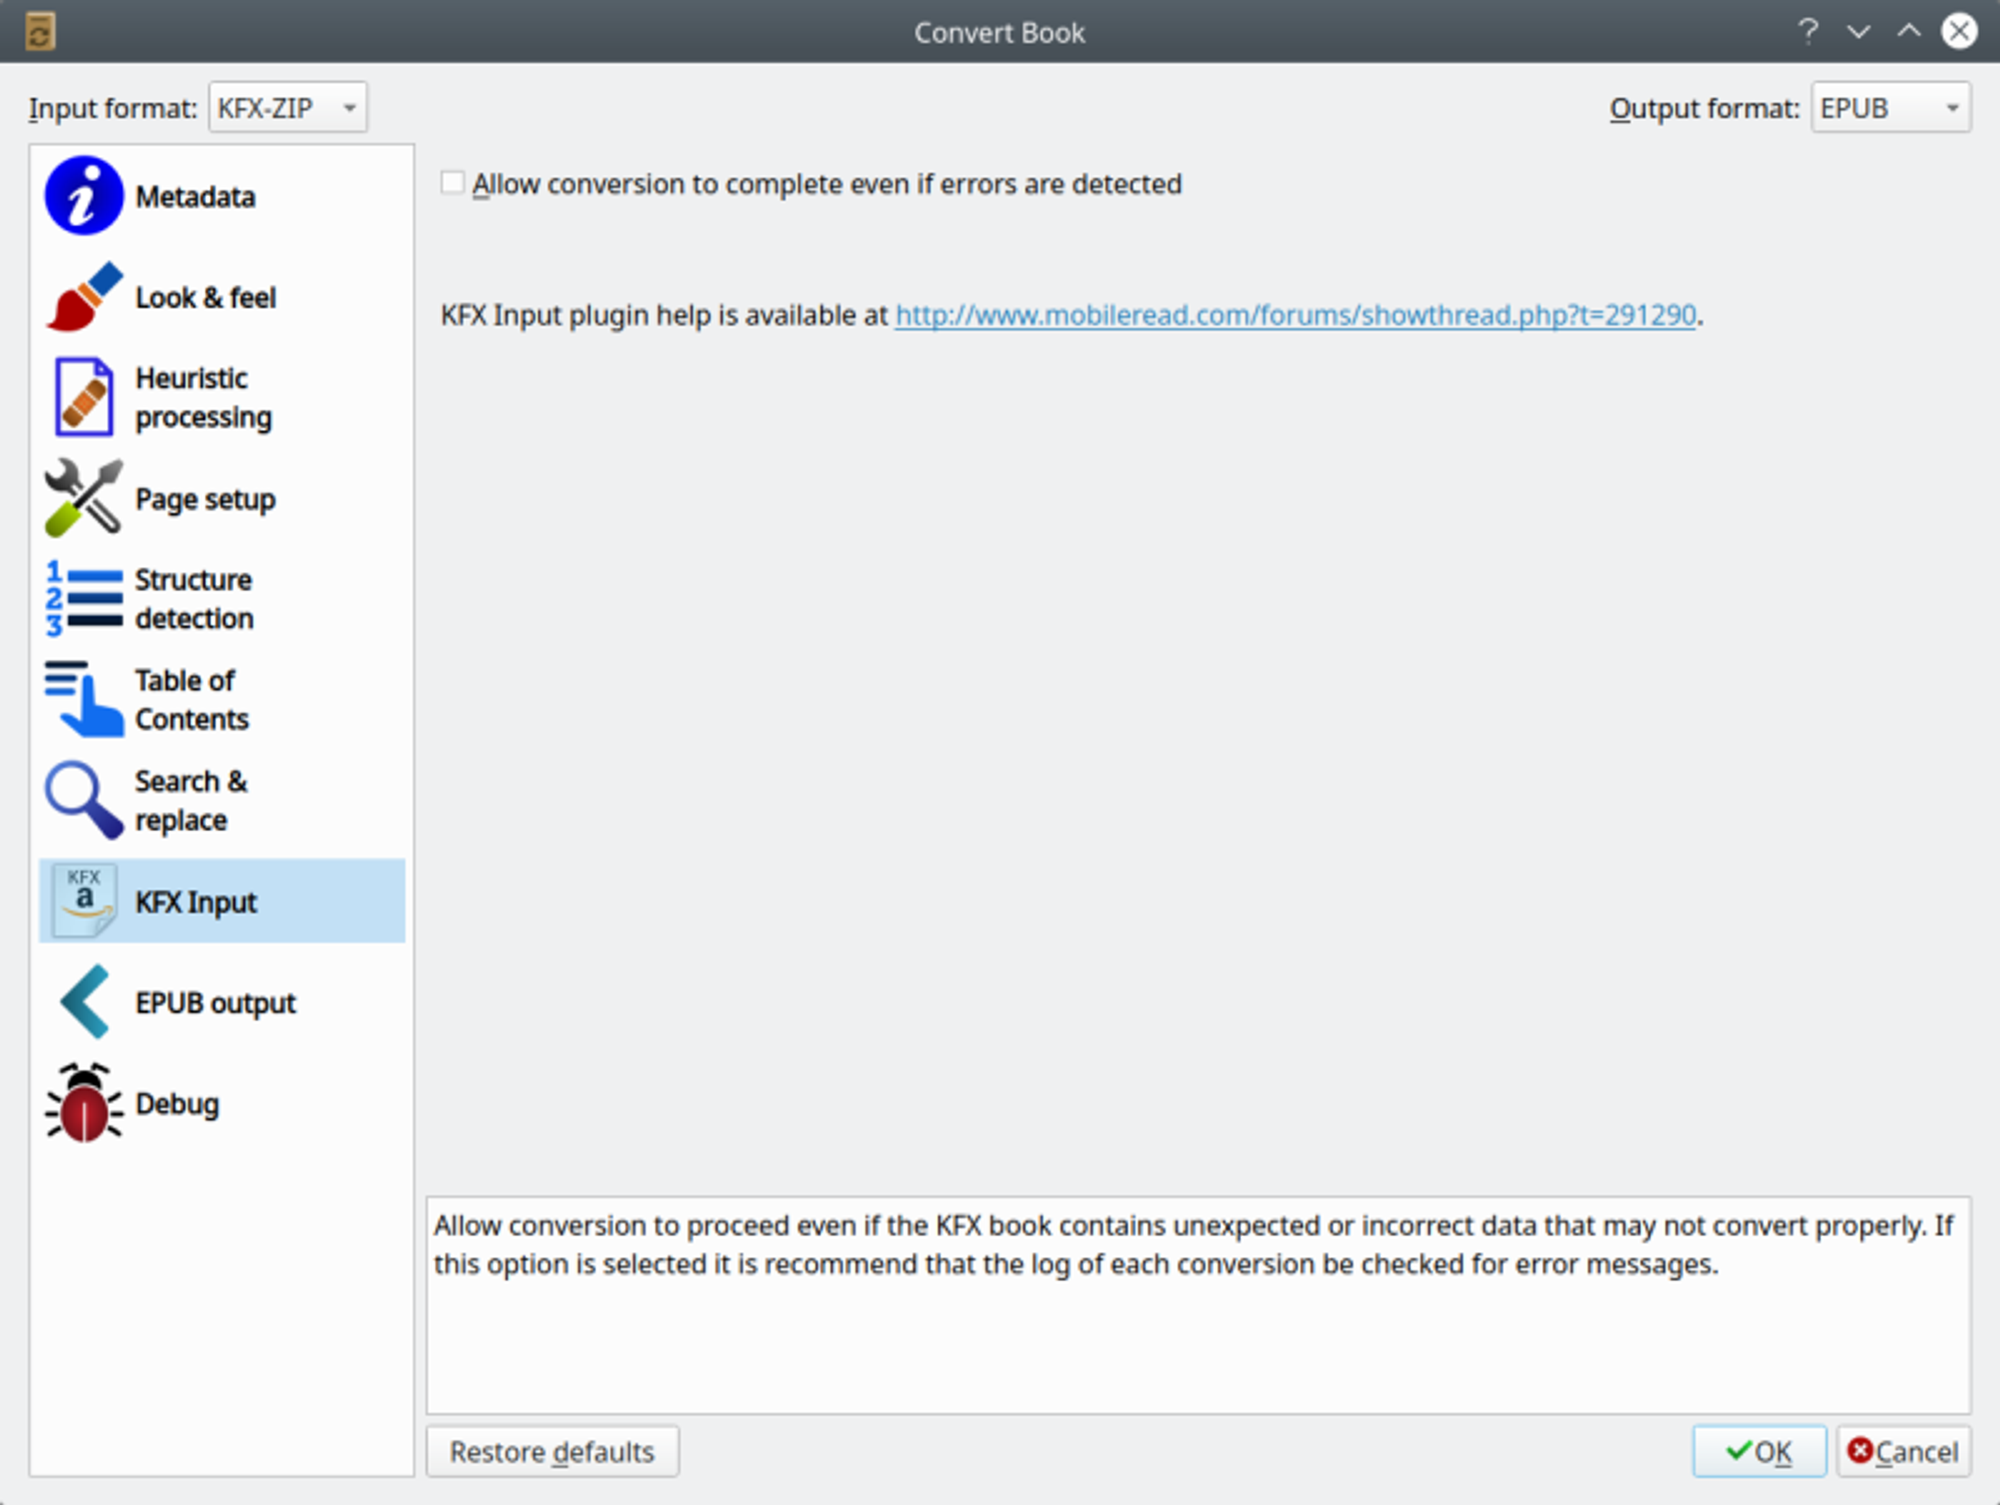 Convert Book
?
Input format: KFX-ZIP
Output format: EPUB
Metadata
Look & feel
Heuristic
processing
Page setup
1
2
3
Structure
detection
Table of
Contents
Search &
replace
KFX
a
KFX Input
EPUB output
Debug
Allow conversion to complete even if errors are detected
KFX Input plugin help is available at http://www.mobileread.com/forums/showthread.php?t=291290.
Allow conversion to proceed even if the KFX book contains unexpected or incorrect data that may not convert properly. If
this option is selected it is recommend that the log of each conversion be checked for error messages.
Restore defaults
OK
Cancel